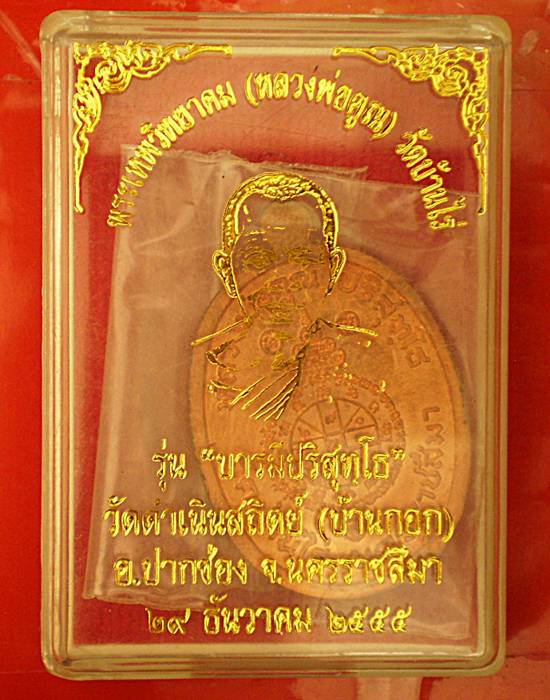 พระเทพวิทยาคม (หลวงพ่อคูณ) วัดบ้านไร่
รุ่น “บารมีปริสุทฺโธ”
วัดดำเนินสถิตย์ (บ้านกอก)
อ.ปากช่อง จ.นครราชสีมา
๒๙ ธันวาคม ๒๕๕๕